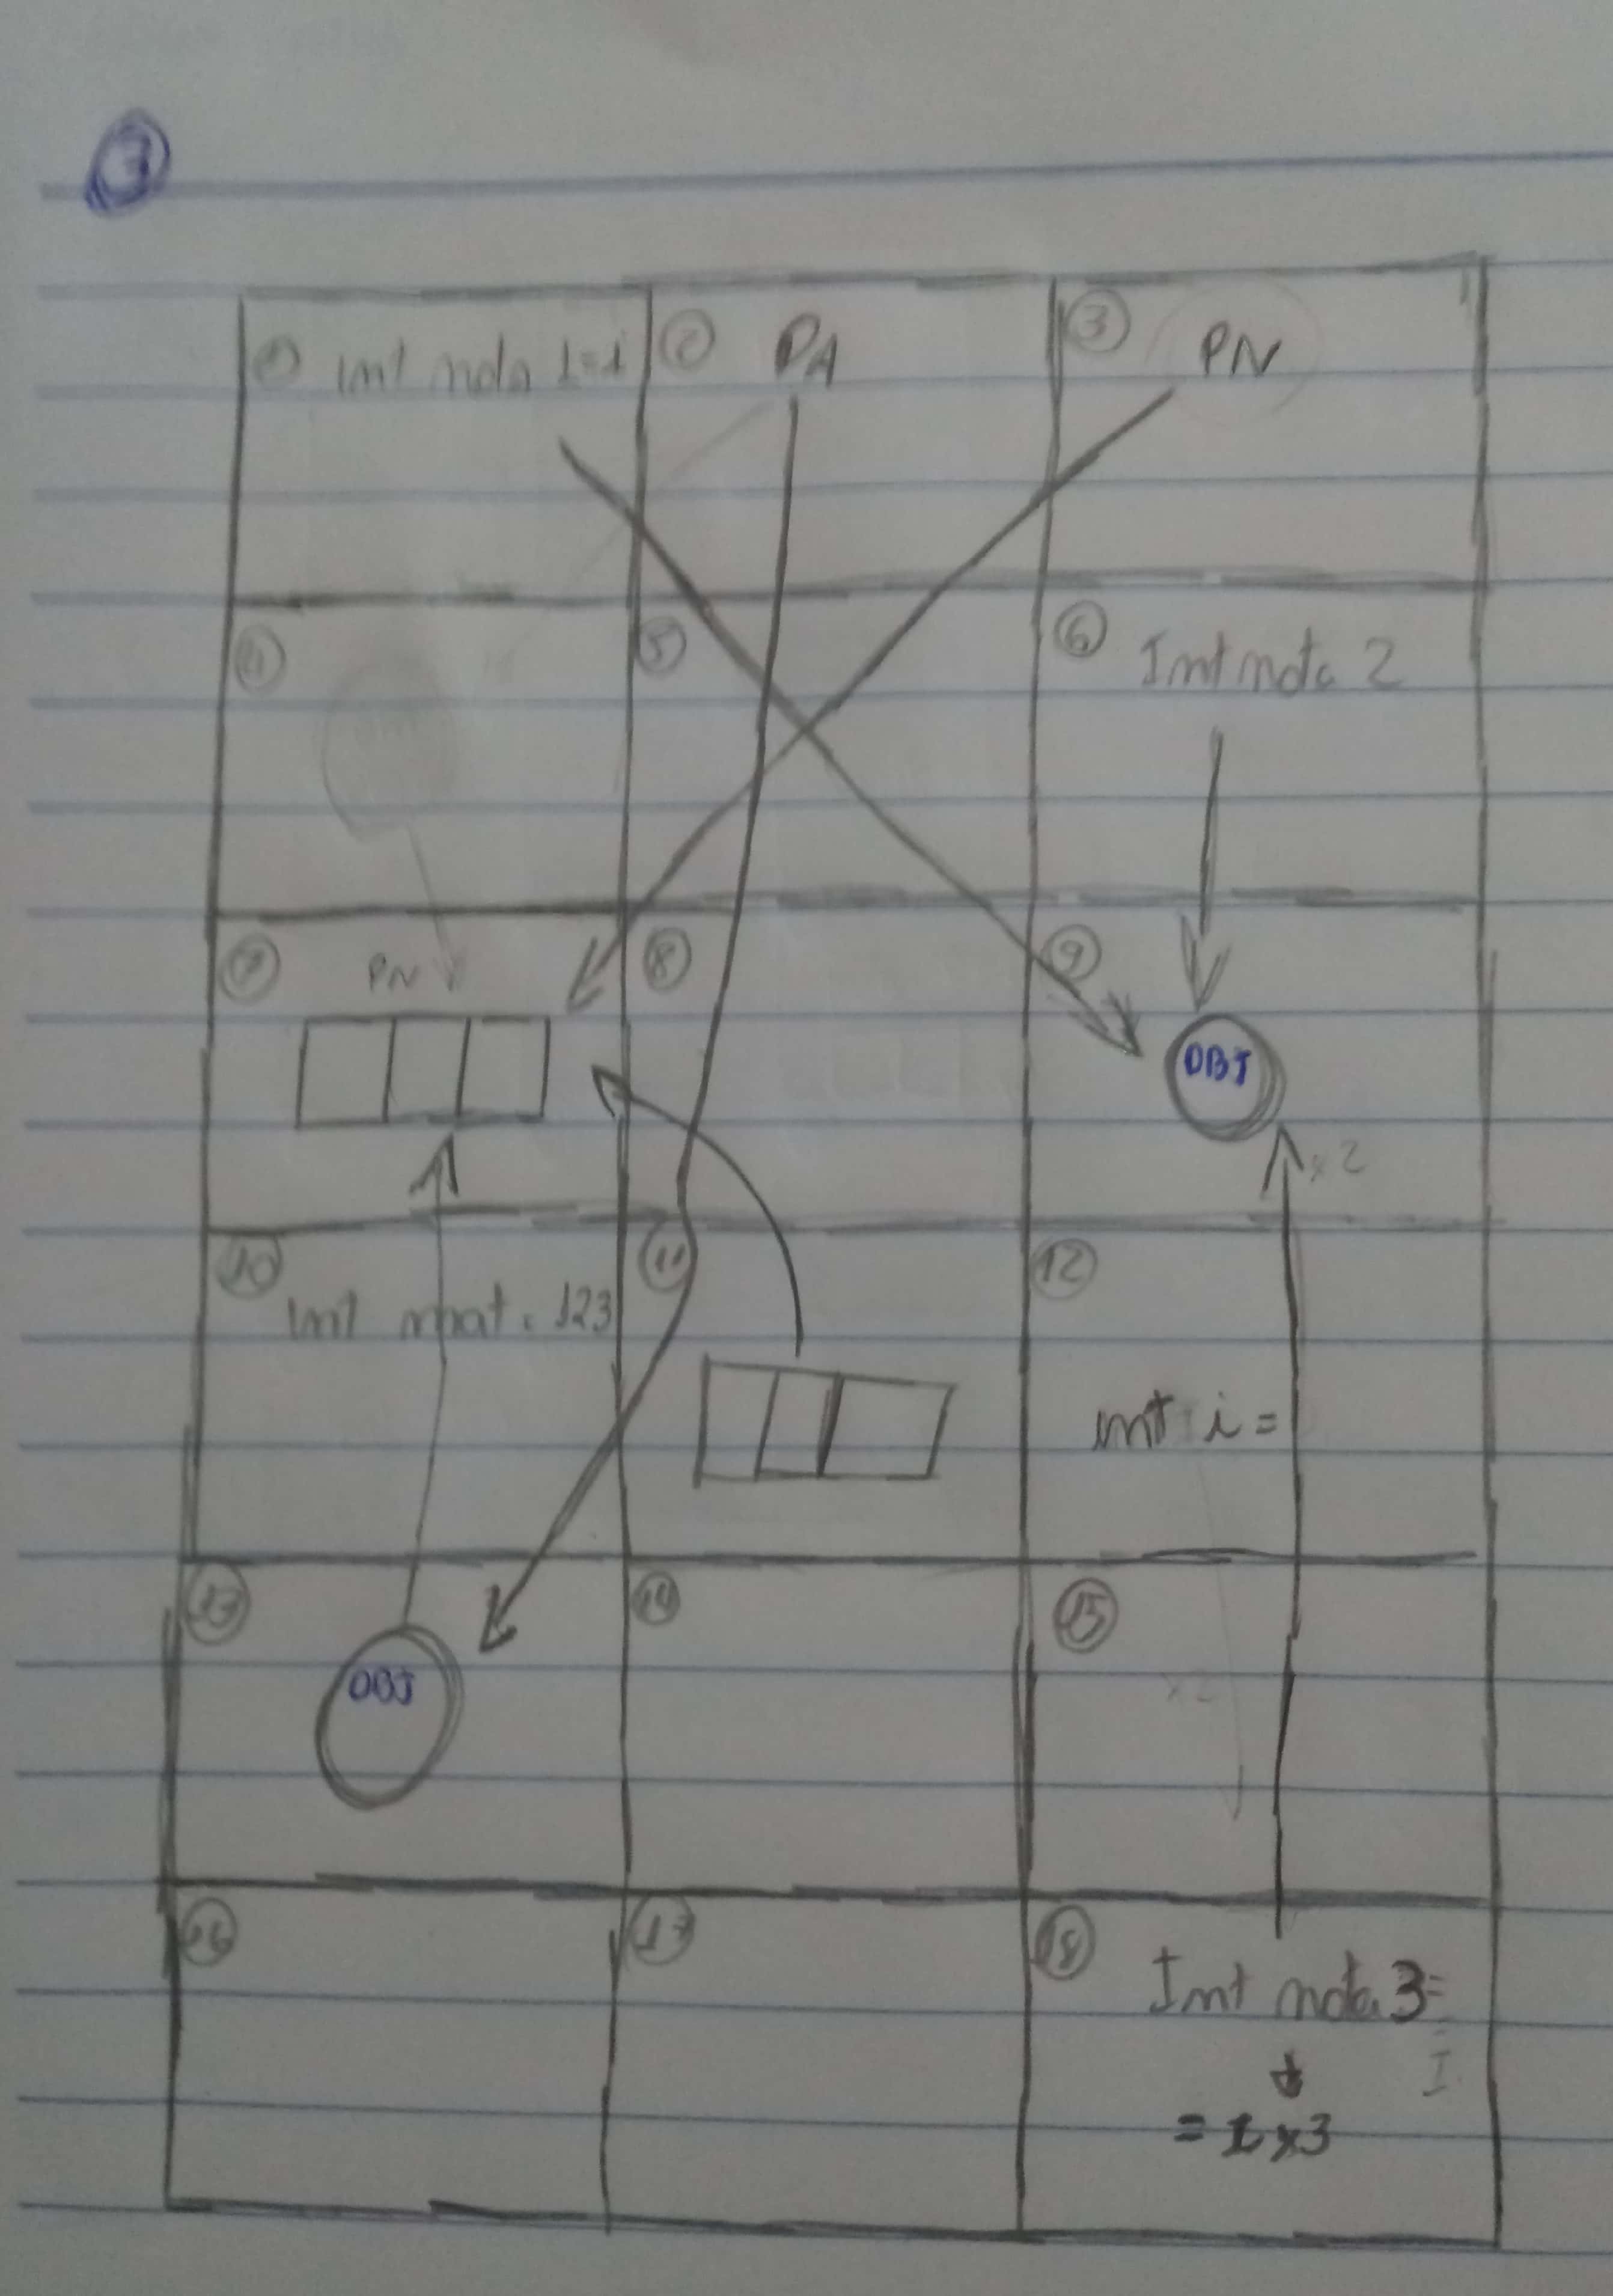 3
1 Int nota 1=i
2 PA
3 PN
4
5
6 Int nota 2
7 PN
8
9
OBJ
x2
10
Int mat. 123
11
12
int i =
13
OBJ
14
15
x2
16
17
18
Int nota 3=
I
= i x3